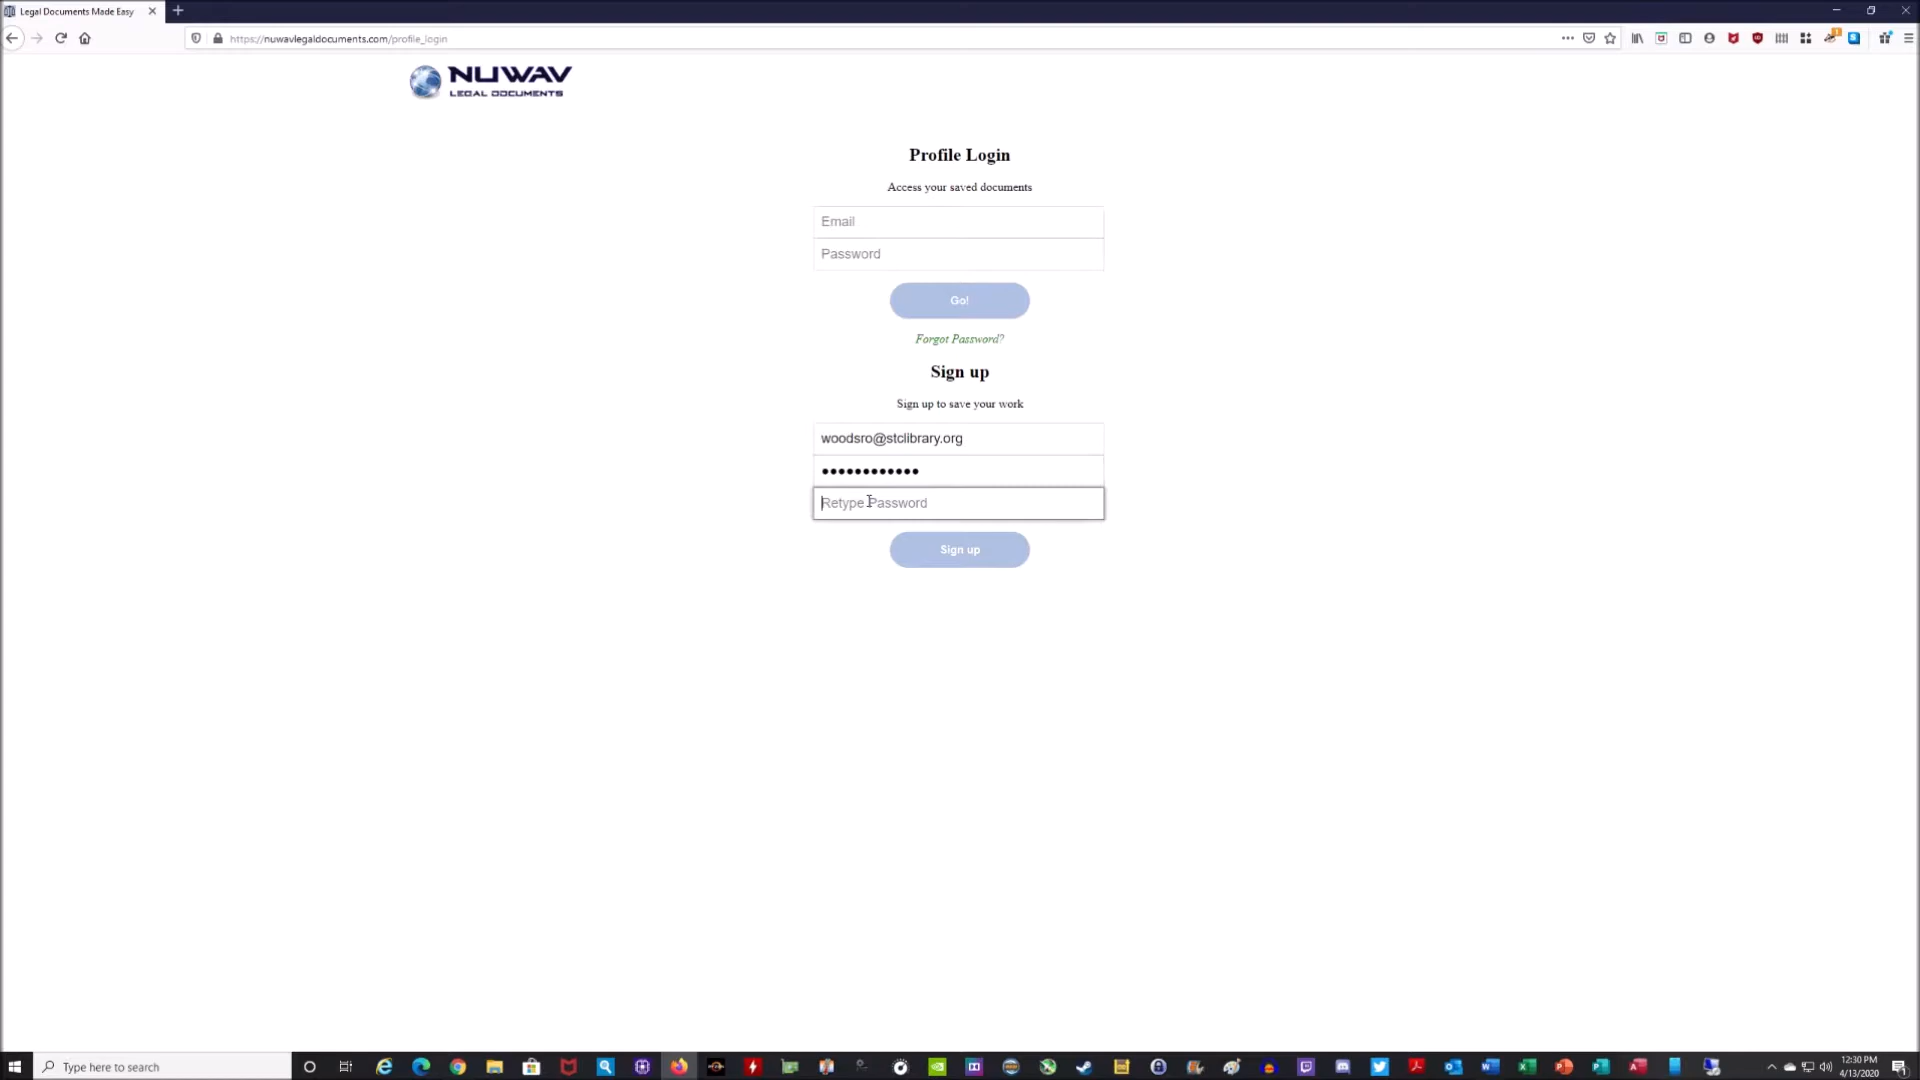 Legal Documents Made Easy
https://nuwavlegaldocuments.com/profile_login
NUWAV
LEGAL DOCUMENTS
Profile Login
Access your saved documents
Email
Password
Go!
Forgot Password?
Sign up
Sign up to save your work
woodsro@stclibrary.org
●●●●●●●●●●●●
Retype Password
Sign up
Type here to search
12:30 PM
4/13/2020